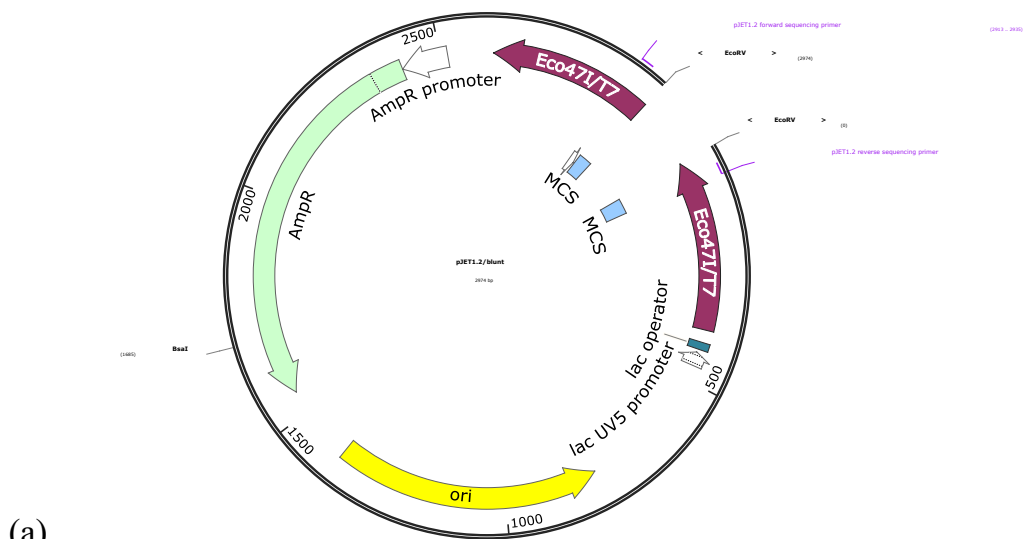 2500
pJET1.2 forward sequencing primer
(2913 .. 2935)
< EcoRV >
(2974)
Eco47I/T7
AmpR promoter
< EcoRV >
(0)
pJET1.2 reverse sequencing primer
MCS
MCS
2000
AmpR
Eco47I/T7
pJET1.2/blunt
2974 bp
lac operator
lac UV5 promoter
BsaI
(1685)
500
1500
ori
1000
(a)